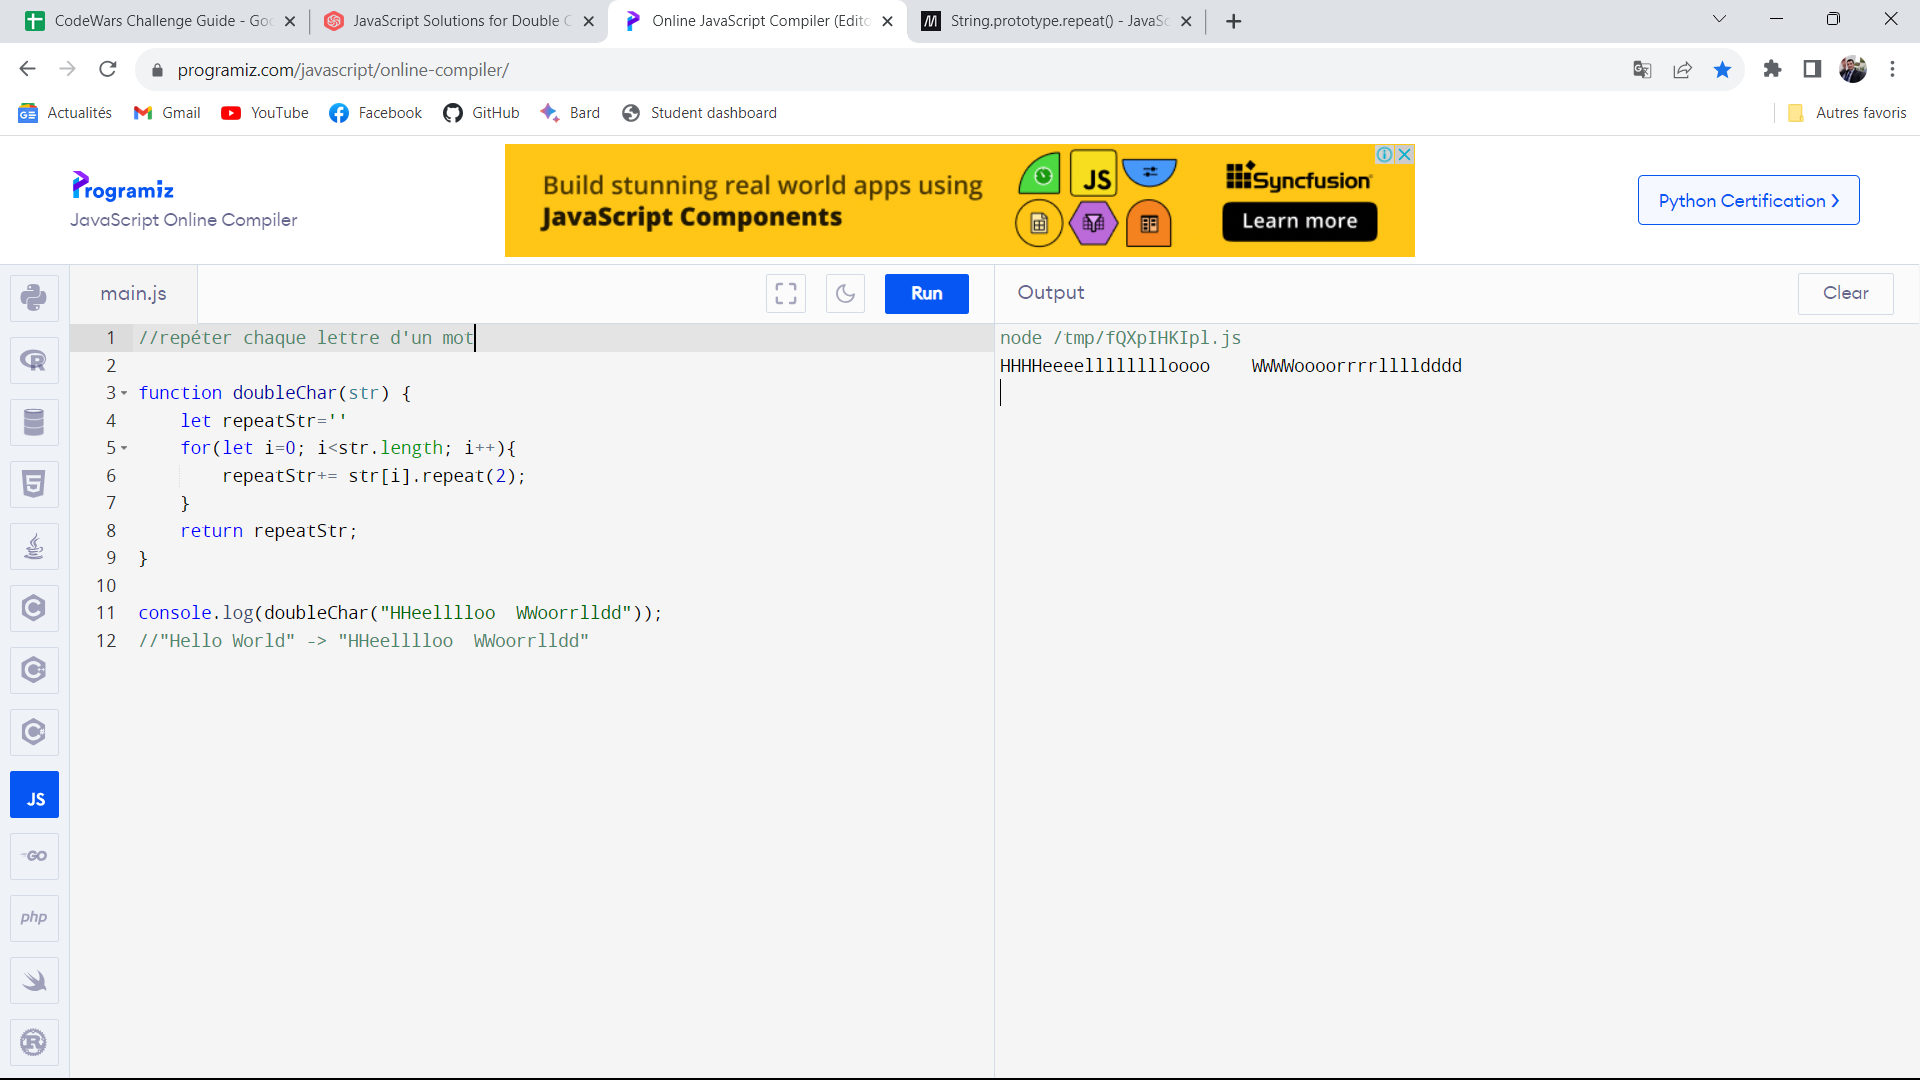 CodeWars Challenge Guide - Goo
JavaScript Solutions for Double C
Online JavaScript Compiler (Edito
String.prototype.repeat() - JavaSc
programiz.com/javascript/online-compiler/
Actualités
Gmail
YouTube
Facebook
GitHub
Bard
Student dashboard
Autres favoris
Programiz
JavaScript Online Compiler
Build stunning real world apps using
JavaScript Components
JS
Syncfusion
Learn more
Python Certification
main.js
Run
Output
Clear
1 //repéter chaque lettre d'un mot
2
3 function doubleChar(str) {
4 let repeatStr=''
5 for(let i=0; i<str.length; i++){
6 repeatStr+= str[i].repeat(2);
7 }
8 return repeatStr;
9 }
10
11 console.log(doubleChar("HHeelllloo  WWoorrlldd"));
12 //"Hello World" -> "HHeelllloo  WWoorrlldd"
node /tmp/fQXpIHKIpl.js
HHHHeeeelllllllloooo    WWWWoooorrrrlllldddd
JS
GO
php